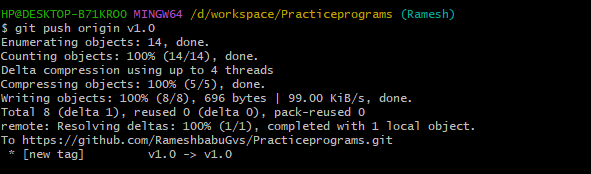 HP@DESKTOP-B71KROO MINGW64 /d/workspace/Practiceprograms (Ramesh)
$ git push origin v1.0
Enumerating objects: 14, done.
Counting objects: 100% (14/14), done.
Delta compression using up to 4 threads
Compressing objects: 100% (5/5), done.
Writing objects: 100% (8/8), 696 bytes | 99.00 KiB/s, done.
Total 8 (delta 1), reused 0 (delta 0), pack-reused 0
remote: Resolving deltas: 100% (1/1), completed with 1 local object.
To https://github.com/RameshbabuGvs/Practiceprograms.git
 * [new tag]         v1.0 -> v1.0